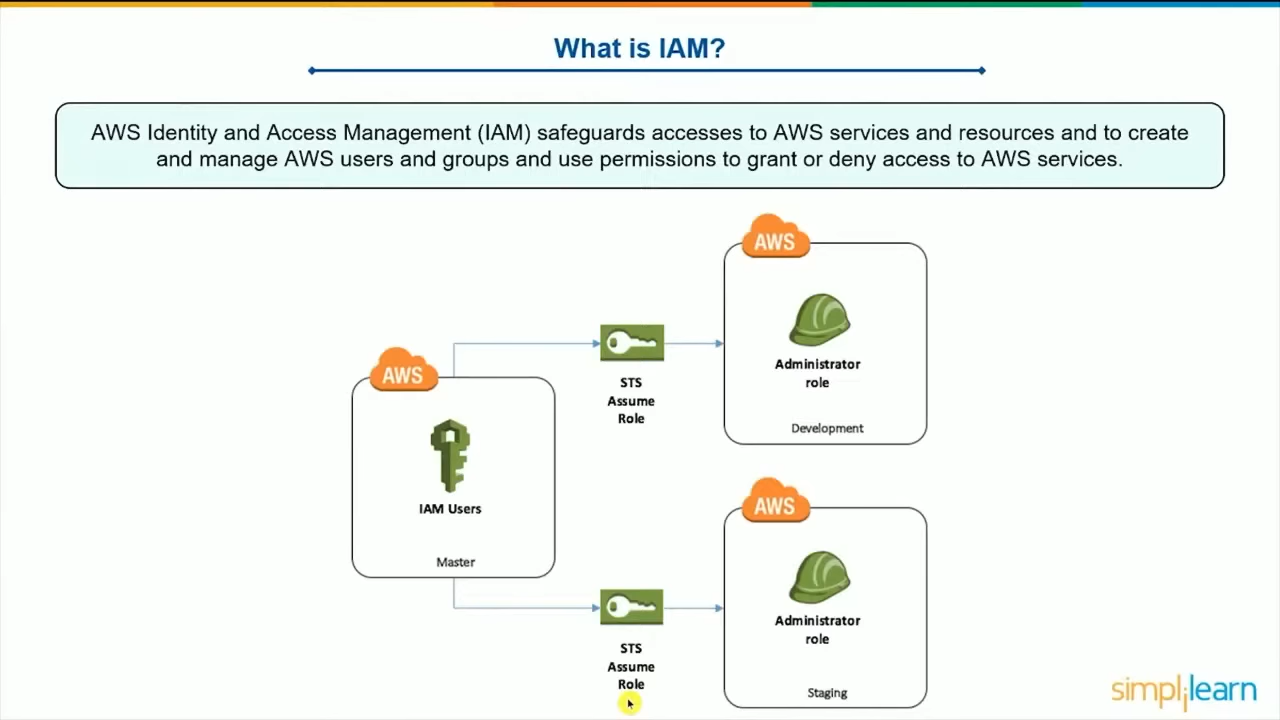 What is IAM?
AWS Identity and Access Management (IAM) safeguards accesses to AWS services and resources and to create
and manage AWS users and groups and use permissions to grant or deny access to AWS services.
AWS
Administrator
role
Development
STS
Assume
Role
AWS
IAM Users
Master
AWS
Administrator
role
Staging
STS
Assume
Role
simplilearn